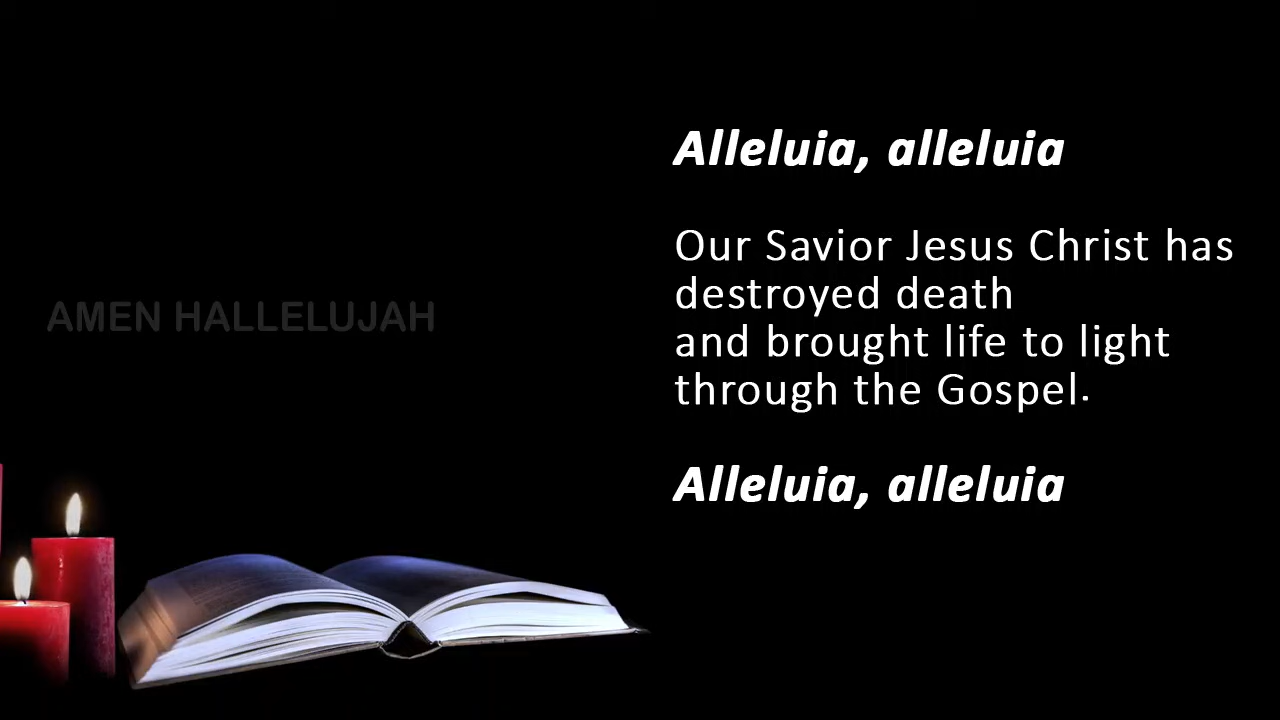 Alleluia, alleluia
Our Savior Jesus Christ has
destroyed death
and brought life to light
through the Gospel.
Alleluia, alleluia
AMEN HALLELUJAH